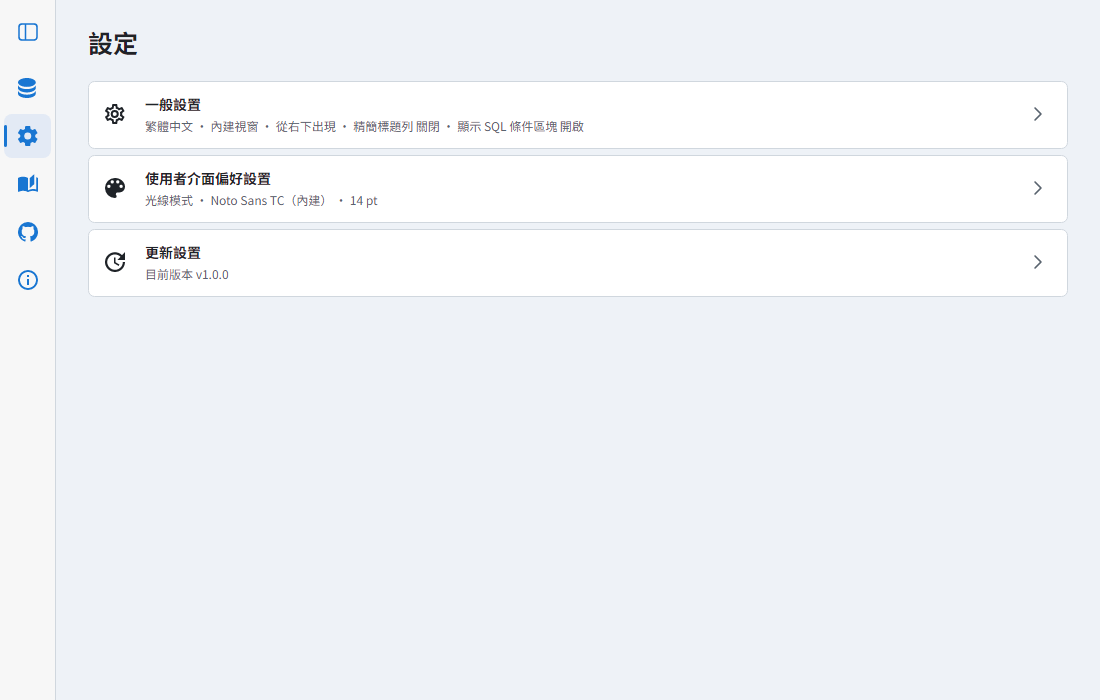 設定
一般設置
繁體中文 • 內建視窗 • 從右下出現 • 精簡標題列 關閉 • 顯示 SQL 條件區塊 開啟
使用者介面偏好設置
光線模式 • Noto Sans TC（內建） • 14 pt
更新設置
目前版本 v1.0.0